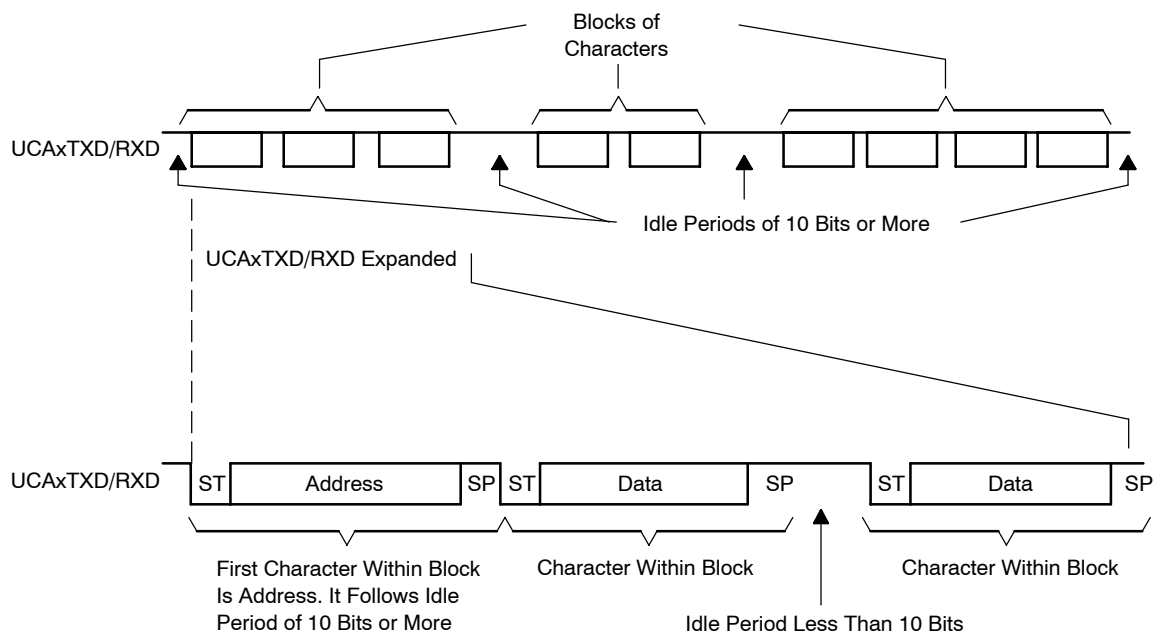 Blocks of
Characters
UCAxTXD/RXD
Idle Periods of 10 Bits or More
UCAxTXD/RXD Expanded
UCAxTXD/RXD
ST Address SP ST Data SP ST Data SP
First Character Within Block
Is Address. It Follows Idle
Period of 10 Bits or More
Character Within Block
Character Within Block
Idle Period Less Than 10 Bits